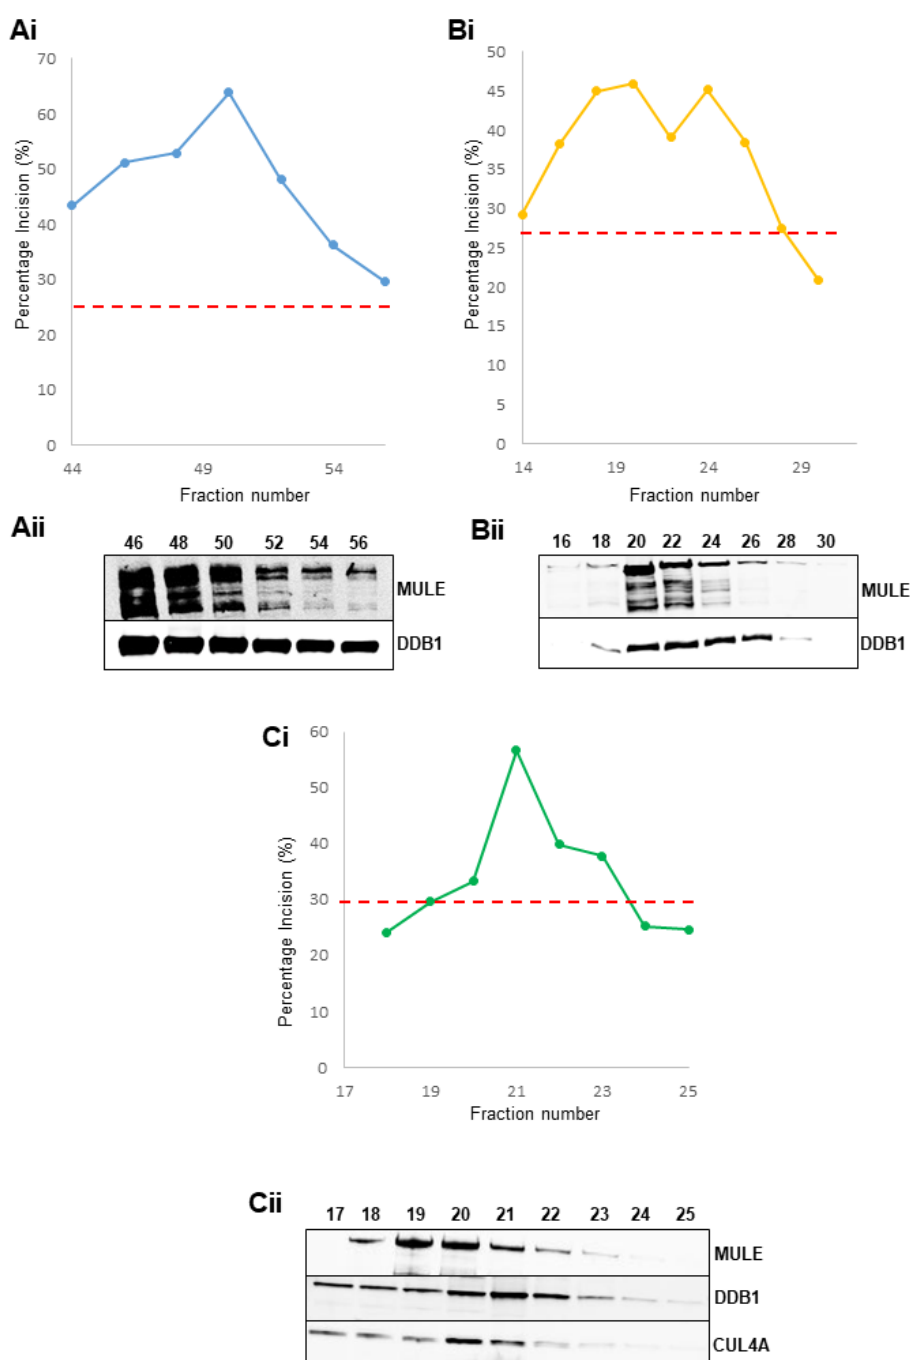 Ai
Percentage Incision (%)
70
60
50
40
30
20
10
0
44 49 54
Fraction number
Bi
Percentage Incision (%)
50
45
40
35
30
25
20
15
10
5
0
14 19 24 29
Fraction number
Aii
46 48 50 52 54 56
MULE
DDB1
Bii
16 18 20 22 24 26 28 30
MULE
DDB1
Ci
Percentage Incision (%)
60
50
40
30
20
10
0
17 19 21 23 25
Fraction number
Cii
17 18 19 20 21 22 23 24 25
MULE
DDB1
CUL4A